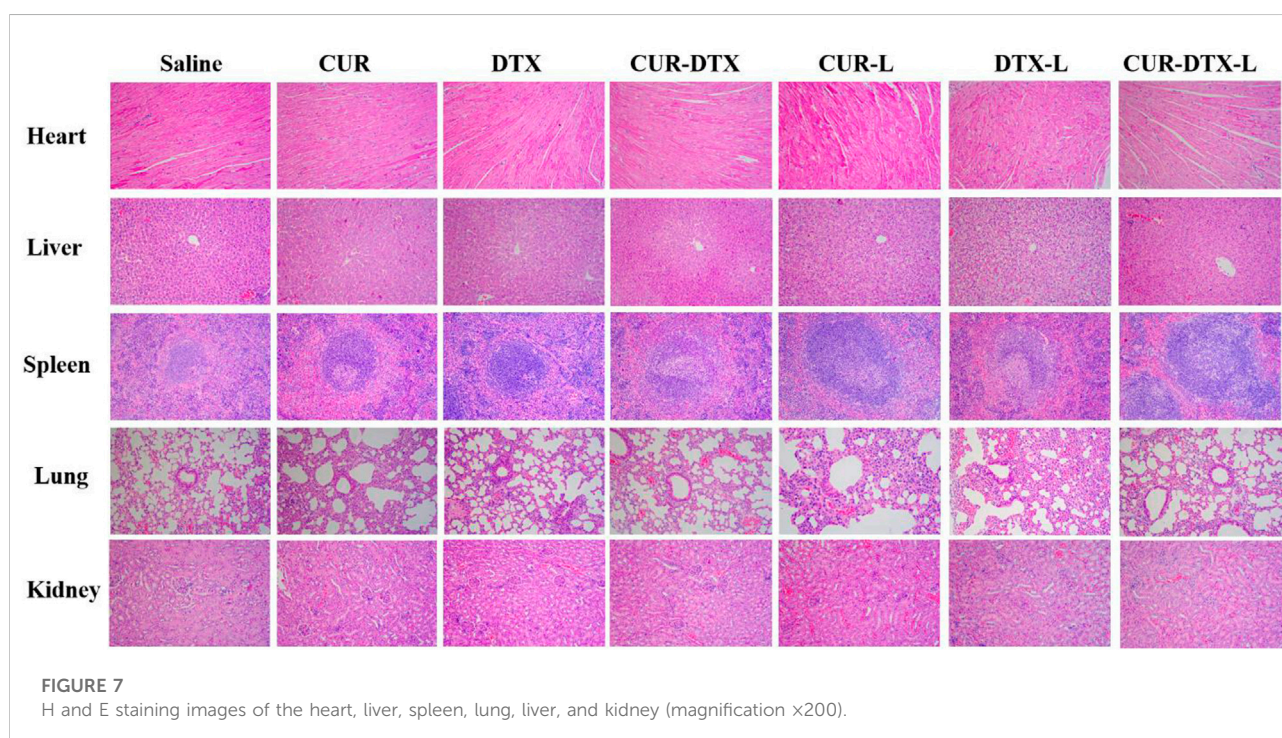 Saline CUR DTX CUR-DTX CUR-L DTX-L CUR-DTX-L
Heart
Liver
Spleen
Lung
Kidney
FIGURE 7
H and E staining images of the heart, liver, spleen, lung, liver, and kidney (magnification ×200).